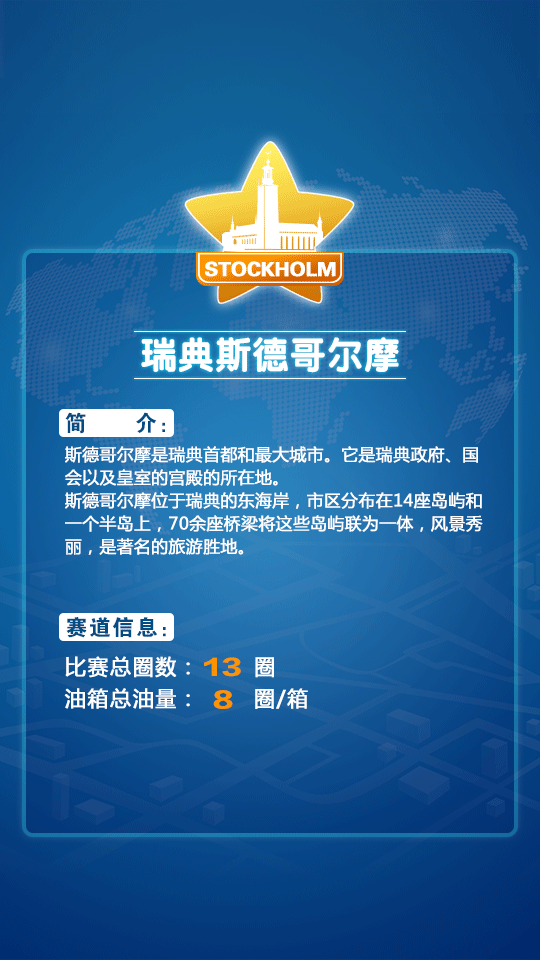 STOCKHOLM
瑞典斯德哥尔摩
简 介:
斯德哥尔摩是瑞典首都和最大城市。它是瑞典政府、国
会以及皇室的宫殿的所在地。
斯德哥尔摩位于瑞典的东海岸，市区分布在14座岛屿和
一个半岛上，70余座桥梁将这些岛屿联为一体，风景秀
丽，是著名的旅游胜地。
赛道信息:
比赛总圈数：13 圈
油箱总油量：8 圈/箱